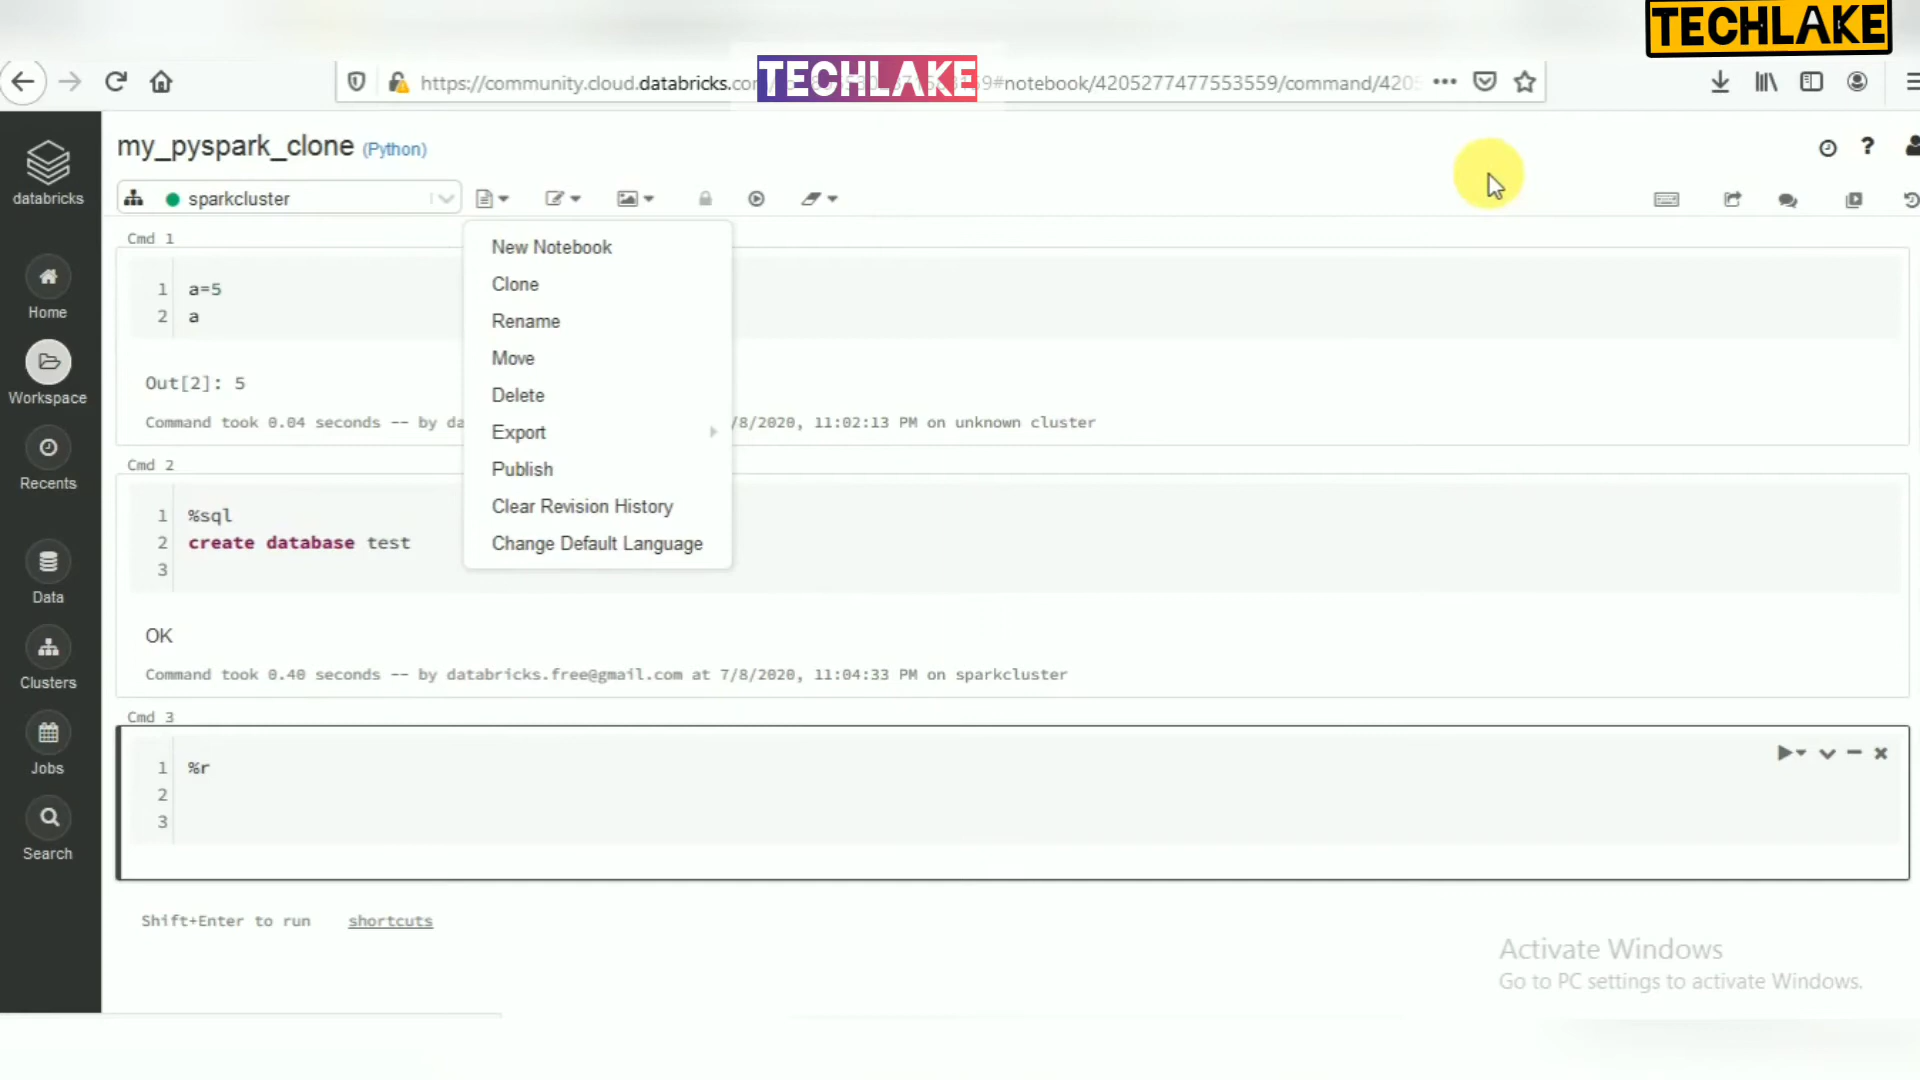 TECHLAKE
TECHLAKE
https://community.cloud.databricks.co
9#notebook/4205277477553559/command/420
databricks
my_pyspark_clone (Python)
sparkcluster
Home
Workspace
Recents
Data
Clusters
Jobs
Search
New Notebook
Clone
Rename
Move
Delete
Export
Publish
Clear Revision History
Change Default Language
Cmd 1
1 a=5
2 a
Out[2]: 5
Command took 0.04 seconds -- by da
/8/2020, 11:02:13 PM on unknown cluster
Cmd 2
1 %sql
2 create database test
3
OK
Command took 0.40 seconds -- by databricks.free@gmail.com at 7/8/2020, 11:04:33 PM on sparkcluster
Cmd 3
1 %r
2
3
Shift+Enter to run shortcuts
Activate Windows
Go to PC settings to activate Windows.